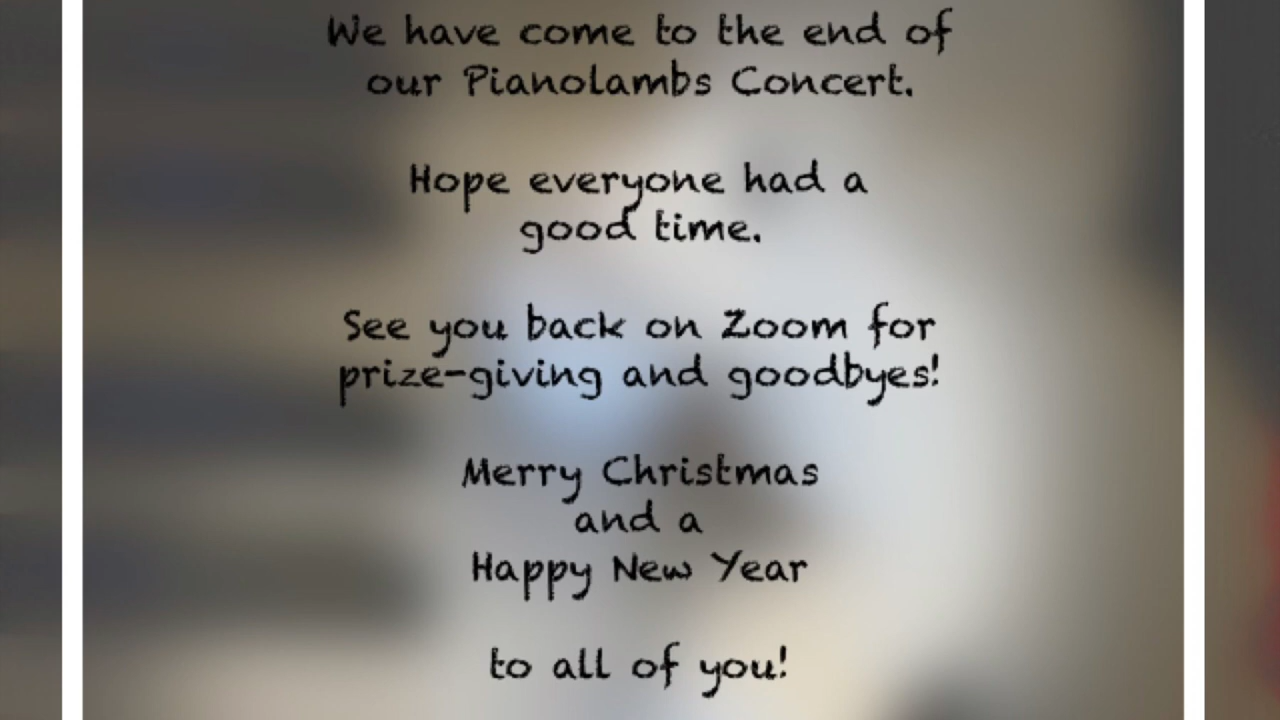 We have come to the end of
our Pianolambs Concert.
Hope everyone had a
good time.
See you back on Zoom for
prize-giving and goodbyes!
Merry Christmas
and a
Happy New Year
to all of you!